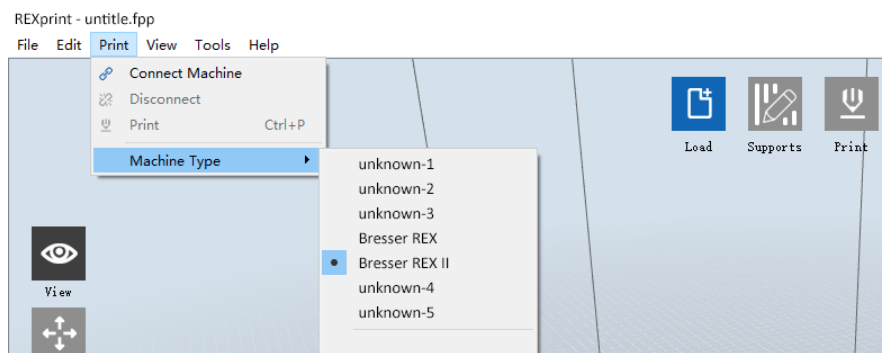 REXprint - untitle.fpp
File Edit Print View Tools Help
Connect Machine
Disconnect
Print Ctrl+P
Machine Type
unknown-1
unknown-2
unknown-3
Bresser REX
Bresser REX II
unknown-4
unknown-5
Load Supports Print
View